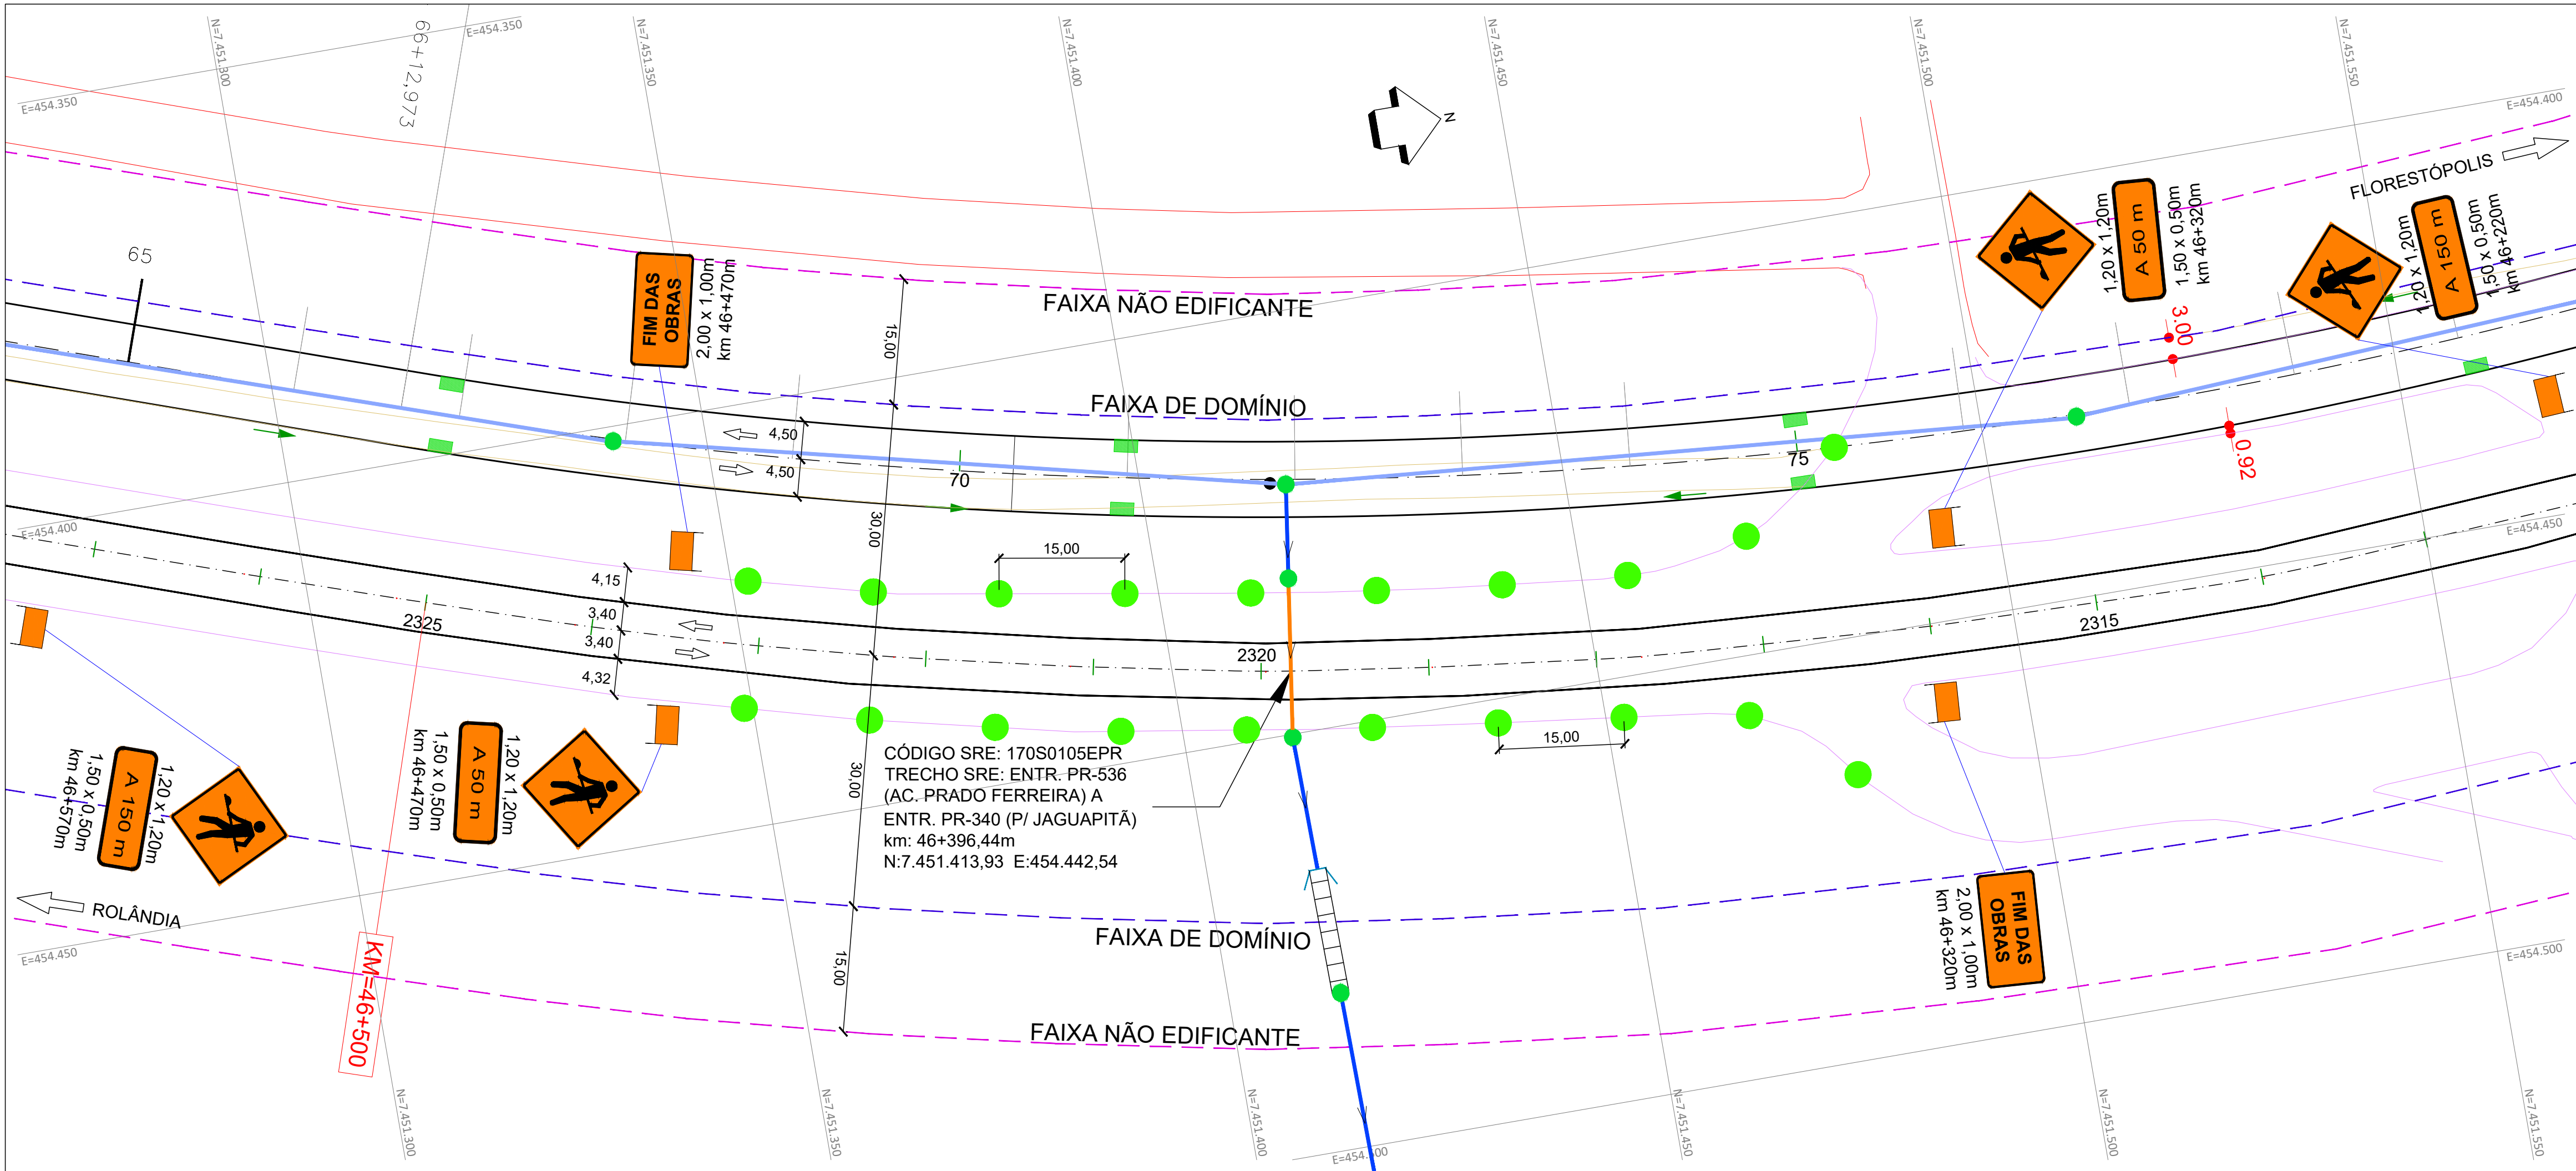 N=7.451.300
66+12,973
E=454.350
N=7.451.350
N=7.451.400
N=7.451.450
N=7.451.500
N=7.451.550
E=454.350
E=454.400
N
FLORESTÓPOLIS
1,20 x 1,20m
A 50 m
1,50 x 0,50m
km 46+320m
1,20 x 1,20m
A 150 m
1,50 x 0,50m
km 46+220m
65
FIM DAS
OBRAS
2,00 x 1,00m
km 46+470m
FAIXA NÃO EDIFICANTE
15,00
3.00
FAIXA DE DOMÍNIO
4,50
4,50
70
75
0.92
E=454.400
E=454.450
30,00
15,00
4,15
3,40
3,40
4,32
2325
2320
2315
15,00
CÓDIGO SRE: 170S0105EPR
TRECHO SRE: ENTR. PR-536
(AC. PRADO FERREIRA) A
ENTR. PR-340 (P/ JAGUAPITÃ)
km: 46+396,44m
N:7.451.413,93 E:454.442,54
30,00
1,20 x 1,20m
A 50 m
1,50 x 0,50m
km 46+470m
1,20 x 1,20m
A 150 m
1,50 x 0,50m
km 46+570m
ROLÂNDIA
FIM DAS
OBRAS
2,00 x 1,00m
km 46+320m
FAIXA DE DOMÍNIO
E=454.450
E=454.500
15,00
KM=46+500
FAIXA NÃO EDIFICANTE
N=7.451.300
N=7.451.350
N=7.451.400
E=454.500
N=7.451.450
N=7.451.500
N=7.451.550